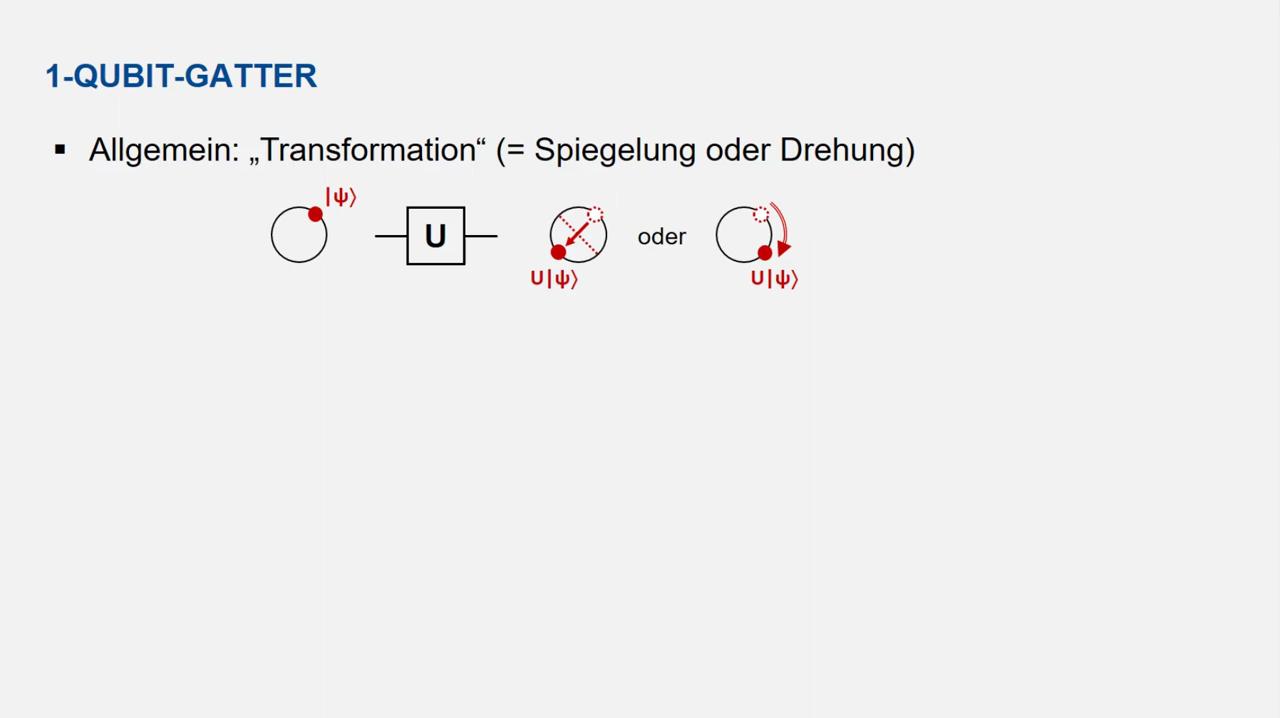 1-QUBIT-GATTER
▪ Allgemein: „Transformation“ (= Spiegelung oder Drehung)
|ψ⟩
U
oder
U|ψ⟩
U|ψ⟩